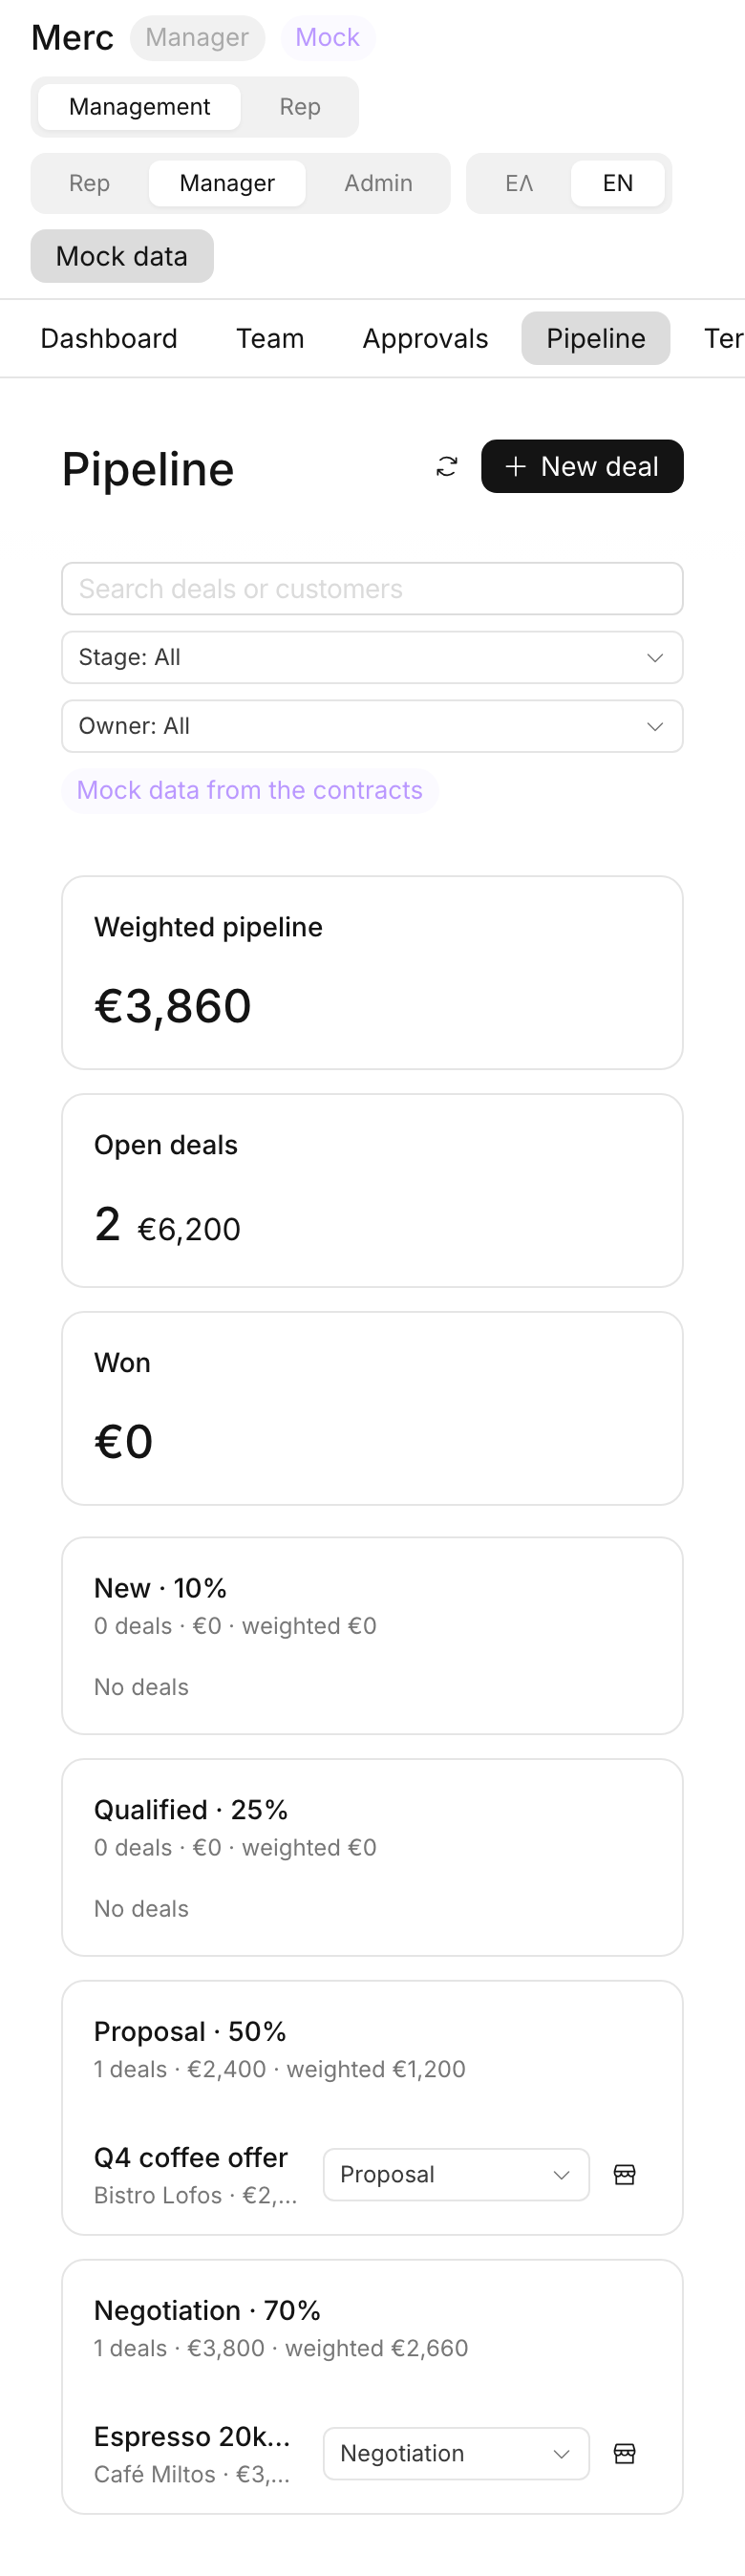 Merc Manager Mock
Management Rep
Rep Manager Admin ΕΛ EN
Mock data
Dashboard Team Approvals Pipeline Ter
Pipeline + New deal
Search deals or customers
Stage: All
Owner: All
Mock data from the contracts
Weighted pipeline
€3,860
Open deals
2 €6,200
Won
€0
New · 10%
0 deals · €0 · weighted €0
No deals
Qualified · 25%
0 deals · €0 · weighted €0
No deals
Proposal · 50%
1 deals · €2,400 · weighted €1,200
Q4 coffee offer Proposal
Bistro Lofos · €2,...
Negotiation · 70%
1 deals · €3,800 · weighted €2,660
Espresso 20k... Negotiation
Café Miltos · €3,...